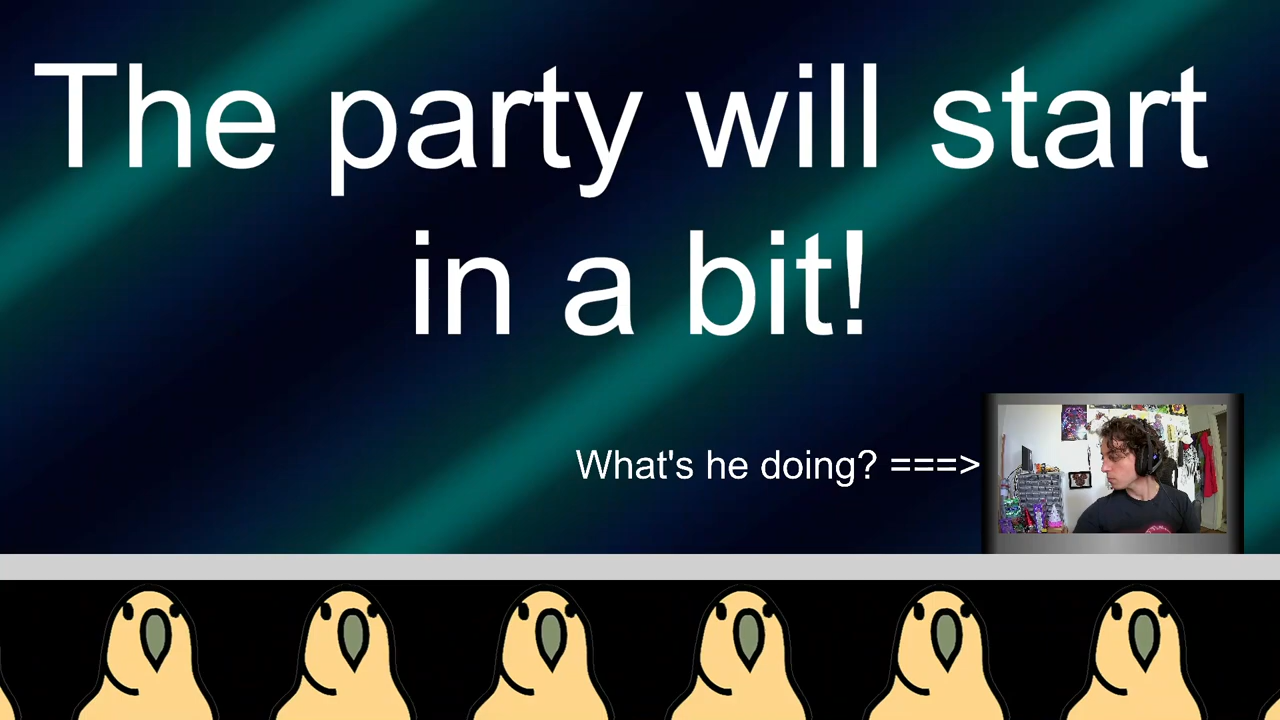 The party will start
in a bit!
What's he doing? ===>